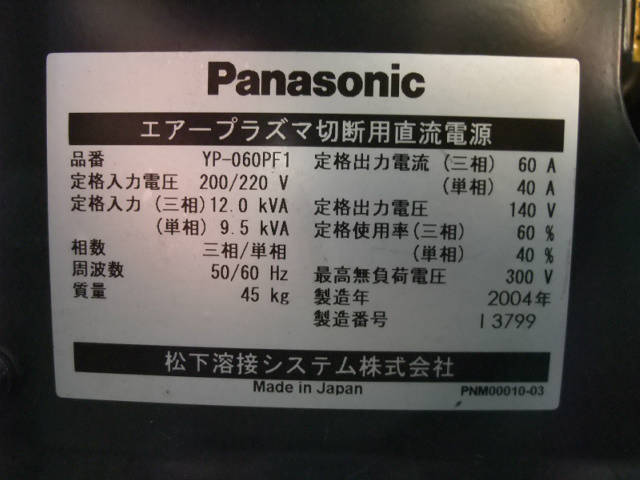 Panasonic
エアープラズマ切断用直流電源
品番 YP-060PF1
定格入力電圧 200/220 V
定格入力 (三相) 12.0 kVA
(単相) 9.5 kVA
相数 三相/単相
周波数 50/60 Hz
質量 45 kg
定格出力電流 (三相) 60 A
(単相) 40 A
定格出力電圧 140 V
定格使用率(三相) 60 %
(単相) 40 %
最高無負荷電圧 300 V
製造年 2004年
製造番号 I3799
松下溶接システム株式会社
Made in Japan
PNM00010-03